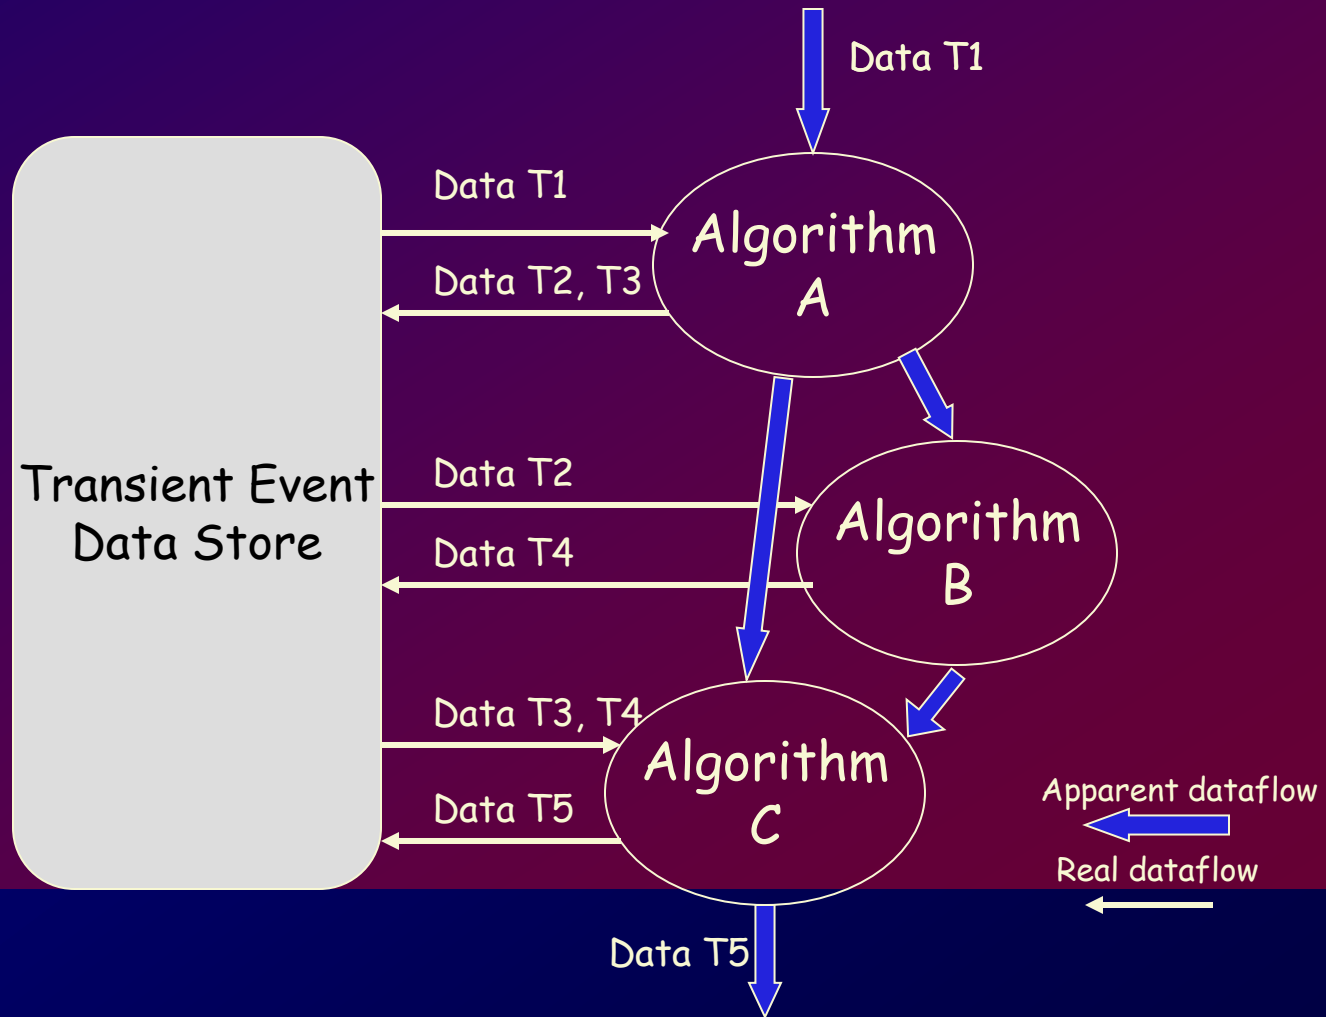 Data T1
Data T1
Algorithm
A
Data T2, T3
Transient Event
Data Store
Data T2
Algorithm
B
Data T4
Data T3, T4
Algorithm
C
Data T5
Apparent dataflow
Real dataflow
Data T5